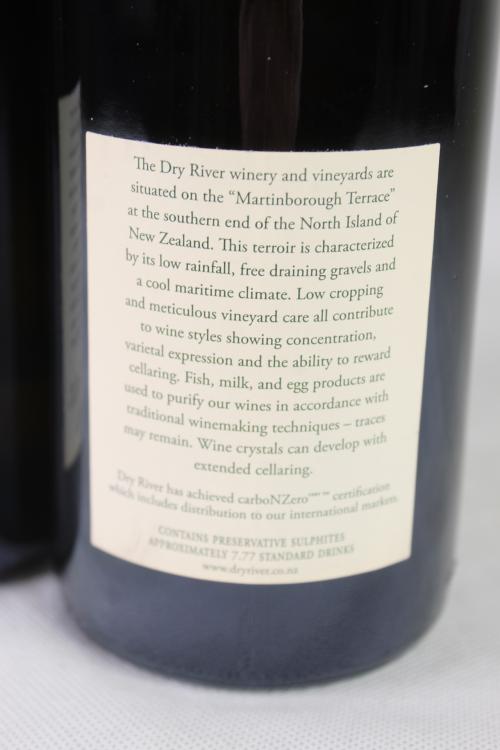 The Dry River winery and vineyards are
situated on the “Martinborough Terrace”
at the southern end of the North Island of
New Zealand. This terroir is characterized
by its low rainfall, free draining gravels and
a cool maritime climate. Low cropping
and meticulous vineyard care all contribute
to wine styles showing concentration,
varietal expression and the ability to reward
cellaring. Fish, milk, and egg products are
used to purify our wines in accordance with
traditional winemaking techniques – traces
may remain. Wine crystals can develop with
extended cellaring.
Dry River has achieved carboNZero certification
which includes distribution to our international markets.
CONTAINS PRESERVATIVE SULPHITES
APPROXIMATELY 7.77 STANDARD DRINKS
www.dryriver.co.nz